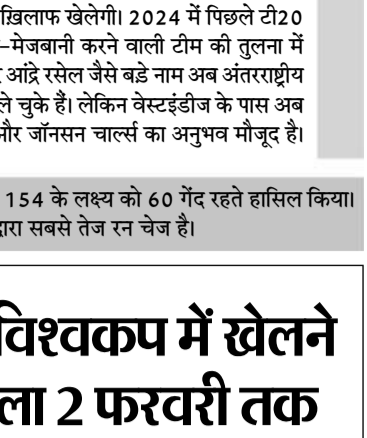 ख़िलाफ खेलेगी। 2024 में पिछले टी20
–मेजबानी करने वाली टीम की तुलना में
आंद्रे रसेल जैसे बड़े नाम अब अंतरराष्ट्रीय
ले चुके हैं। लेकिन वेस्टइंडीज के पास अब
और जॉनसन चार्ल्स का अनुभव मौजूद है।
154 के लक्ष्य को 60 गेंद रहते हासिल किया।
द्वारा सबसे तेज रन चेज है।
विश्वकप में खेलने
ला 2 फरवरी तक